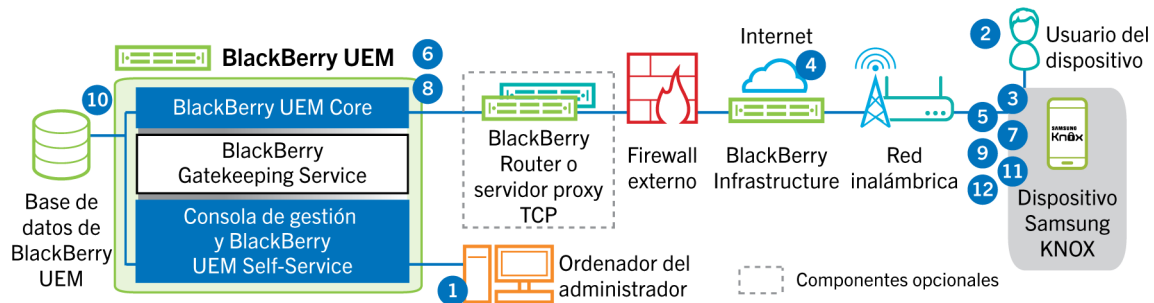 BlackBerry UEM
6
8
10
BlackBerry UEM Core
BlackBerry
Gatekeeping Service
Consola de gestión
y BlackBerry
UEM Self-Service
Base de
datos de
BlackBerry
UEM
1
Ordenador del
administrador
BlackBerry
Router o
servidor proxy
TCP
Firewall
externo
Internet
4
BlackBerry
Infrastructure
Red
inalámbrica
2
Usuario del
dispositivo
3
5
7
9
11
12
SAMSUNG
Knox
Dispositivo
Samsung
KNOX
Componentes opcionales